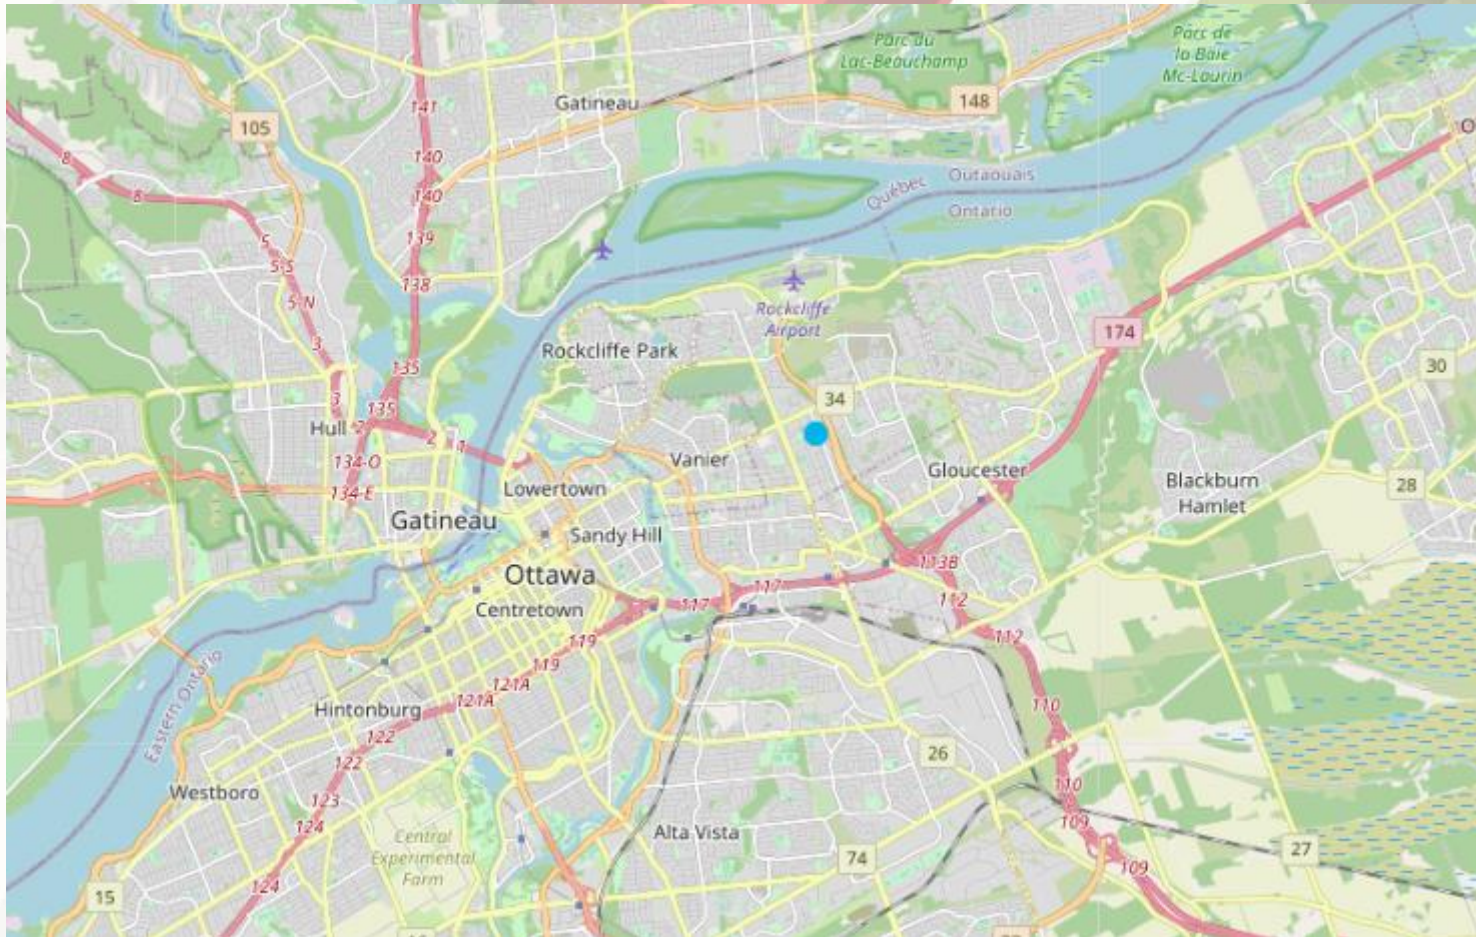 Parc du
Lac-Beauchamp
Parc de
la Baie
Mc-Laurin
Gatineau
148
141
105
8
140
8
140
Québec
Outaouais
Ontario
139
5
5-S
138
5-N
Rockcliffe
Airport
174
3
Rockcliffe Park
135
30
3
34
135
Hull
2
2
1
Vanier
134-O
Gloucester
Blackburn
Hamlet
28
134-E
Lowertown
Gatineau
Sandy Hill
113B
Ottawa
117
117
Centretown
112
112
119
119
Eastern Ontario
121A
121A
Hintonburg
122
110
122
26
Westboro
123
110
124
109
Alta Vista
Central
Experimental
Farm
74
27
109
124
15